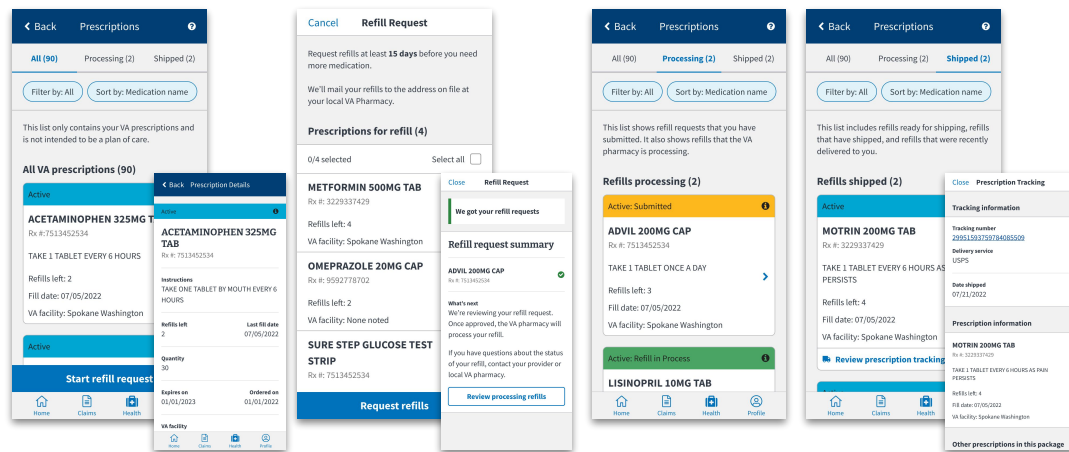 Back Prescriptions
All (90) Processing (2) Shipped (2)
Filter by: All Sort by: Medication name
This list only contains your VA prescriptions and
is not intended to be a plan of care.
All VA prescriptions (90)
Active
ACETAMINOPHEN 325MG T
Rx #:7513452534
TAKE 1 TABLET EVERY 6 HOURS
Refills left: 2
Fill date: 07/05/2022
VA facility: Spokane Washington
Active
Start refill request
Home Claims Health
Back Prescription Details
Active
ACETAMINOPHEN 325MG
TAB
Rx #: 7513452534
Instructions
TAKE ONE TABLET BY MOUTH EVERY 6
HOURS
Refills left Last fill date
2 07/05/2022
Quantity
30
Expires on Ordered on
01/01/2023 01/01/2022
VA facility
Home Claims Health Profile
Cancel Refill Request
Request refills at least 15 days before you need
more medication.
We'll mail your refills to the address on file at
your local VA Pharmacy.
Prescriptions for refill (4)
0/4 selected Select all
METFORMIN 500MG TAB
Rx #: 3229337429
Refills left: 4
VA facility: Spokane Washington
OMEPRAZOLE 20MG CAP
Rx #: 9592778702
Refills left: 2
VA facility: None noted
SURE STEP GLUCOSE TEST
STRIP
Rx #: 7513452534
Request refills
Close Refill Request
We got your refill requests
Refill request summary
ADVIL 200MG CAP
Rx #: 7513452534
What's next
We're reviewing your refill request.
Once approved, the VA pharmacy will
process your refill.
If you have questions about the status
of your refill, contact your provider or
local VA pharmacy.
Review processing refills
Back Prescriptions
All (90) Processing (2) Shipped (2)
Filter by: All Sort by: Medication name
This list shows refill requests that you have
submitted. It also shows refills that the VA
pharmacy is processing.
Refills processing (2)
Active: Submitted
ADVIL 200MG CAP
Rx #: 7513452534
TAKE 1 TABLET ONCE A DAY
Refills left: 3
Fill date: 07/05/2022
VA facility: Spokane Washington
Active: Refill in Process
LISINOPRIL 10MG TAB
Home Claims Health Profile
Back Prescriptions
All (90) Processing (2) Shipped (2)
Filter by: All Sort by: Medication name
This list includes refills ready for shipping, refills
that have shipped, and refills that were recently
delivered to you.
Refills shipped (2)
Active
MOTRIN 200MG TAB
Rx #: 3229337429
TAKE 1 TABLET EVERY 6 HOURS AS
PERSISTS
Refills left: 4
Fill date: 07/05/2022
VA facility: Spokane Washington
Review prescription tracking
Home Claims Health
Close Prescription Tracking
Tracking information
Tracking number
29951593759784085509
Delivery service
USPS
Date shipped
07/21/2022
Prescription information
MOTRIN 200MG TAB
Rx #: 3229337429
TAKE 1 TABLET EVERY 6 HOURS AS PAIN
PERSISTS
Refills left: 4
Fill date: 07/05/2022
VA facility: Spokane Washington
Other prescriptions in this package